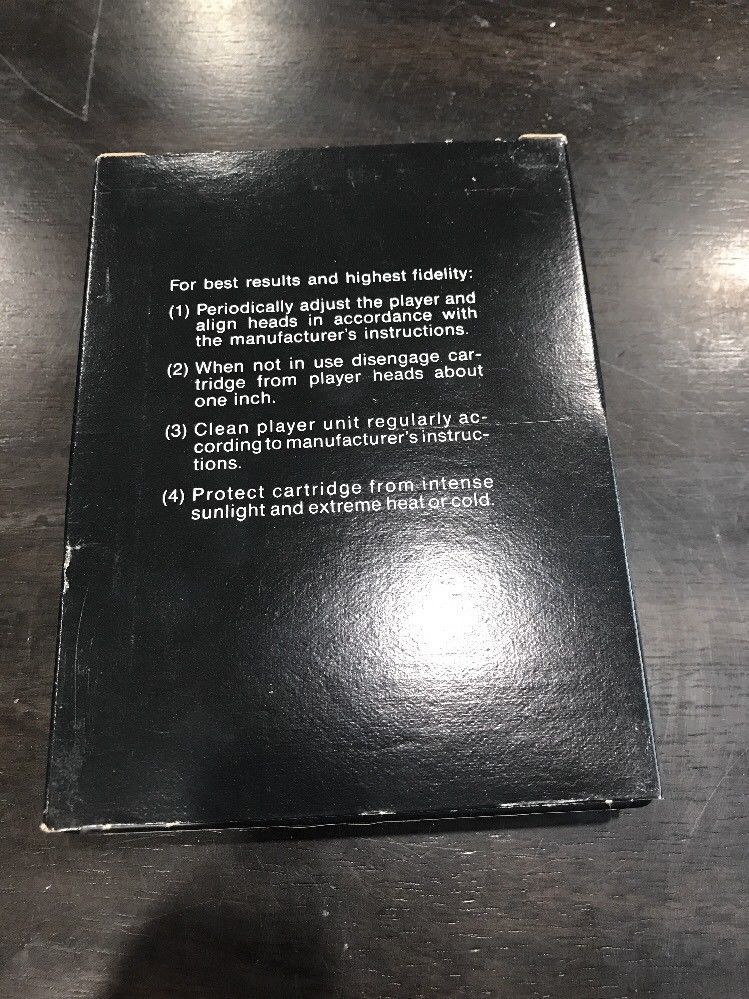 For best results and highest fidelity:
(1) Periodically adjust the player and
align heads in accordance with
the manufacturer's instructions.
(2) When not in use disengage car-
tridge from player heads about
one inch.
(3) Clean player unit regularly ac-
cording to manufacturer's instruc-
tions.
(4) Protect cartridge from intense
sunlight and extreme heat or cold.